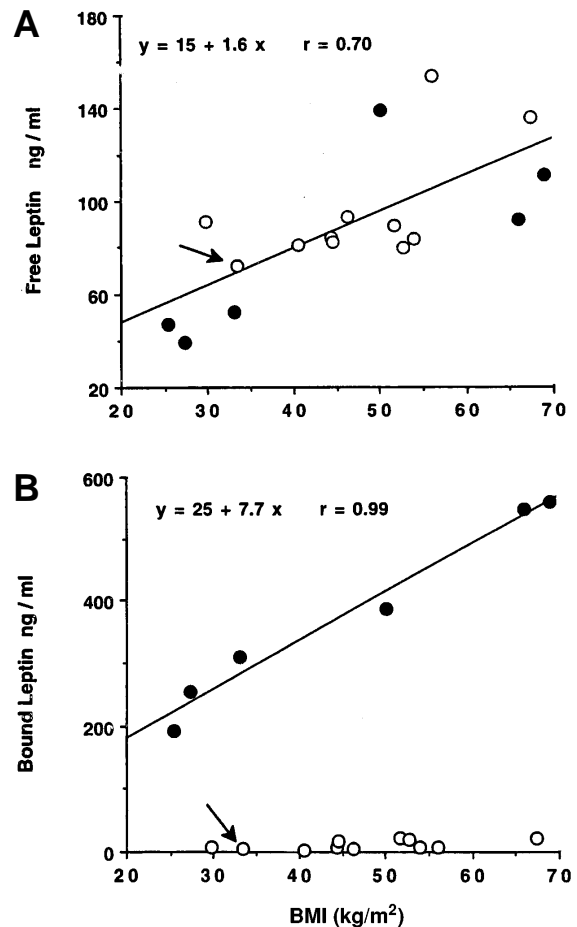 A
y = 15 + 1.6 x r = 0.70
Free Leptin ng / ml
180
140
100
60
20
20 30 40 50 60 70
B
y = 25 + 7.7 x r = 0.99
Bound Leptin ng / ml
600
400
200
0
20 30 40 50 60 70
BMI (kg/m²)